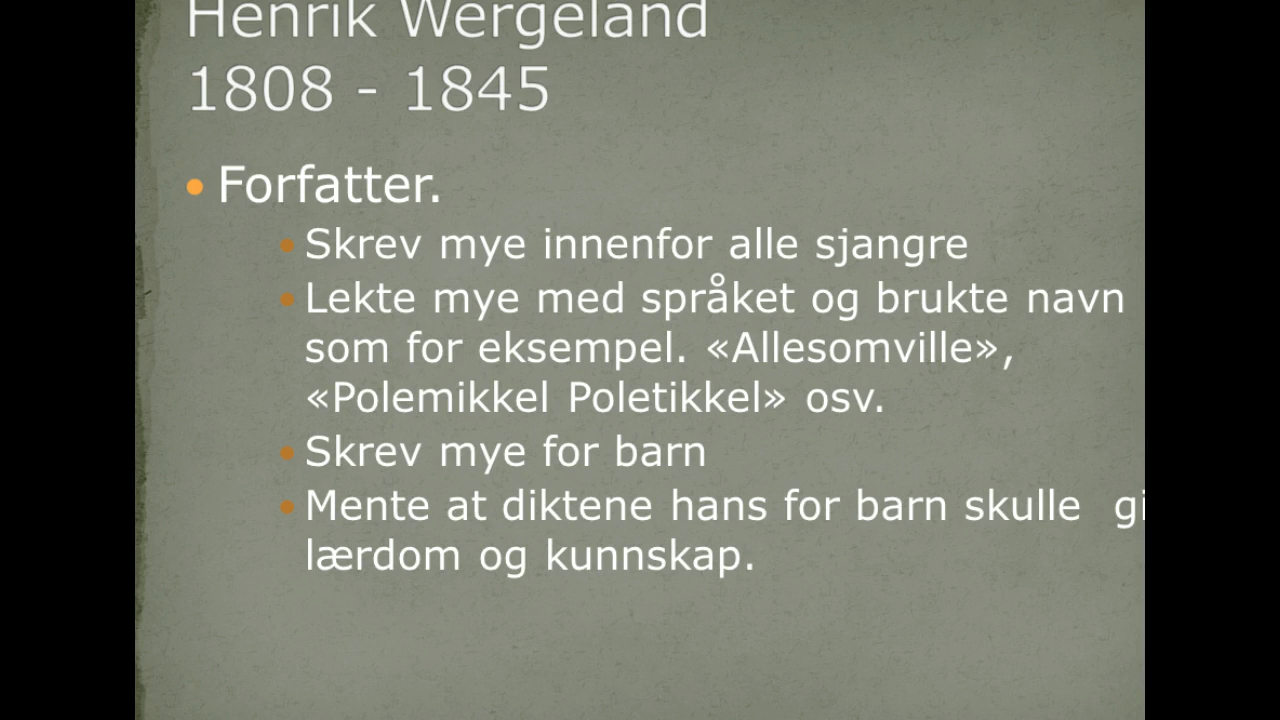 Henrik Wergeland
1808 - 1845
• Forfatter.
• Skrev mye innenfor alle sjangre
• Lekte mye med språket og brukte navn
som for eksempel. «Allesomville»,
«Polemikkel Poletikkel» osv.
• Skrev mye for barn
• Mente at diktene hans for barn skulle gi
lærdom og kunnskap.